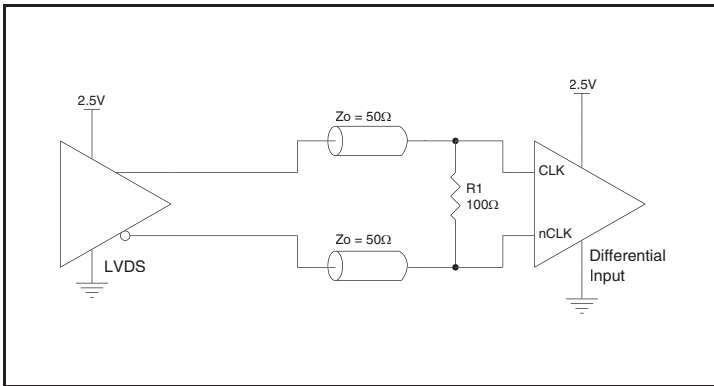 2.5V
2.5V
Zo = 50Ω
CLK
R1
100Ω
nCLK
Zo = 50Ω
LVDS
Differential
Input